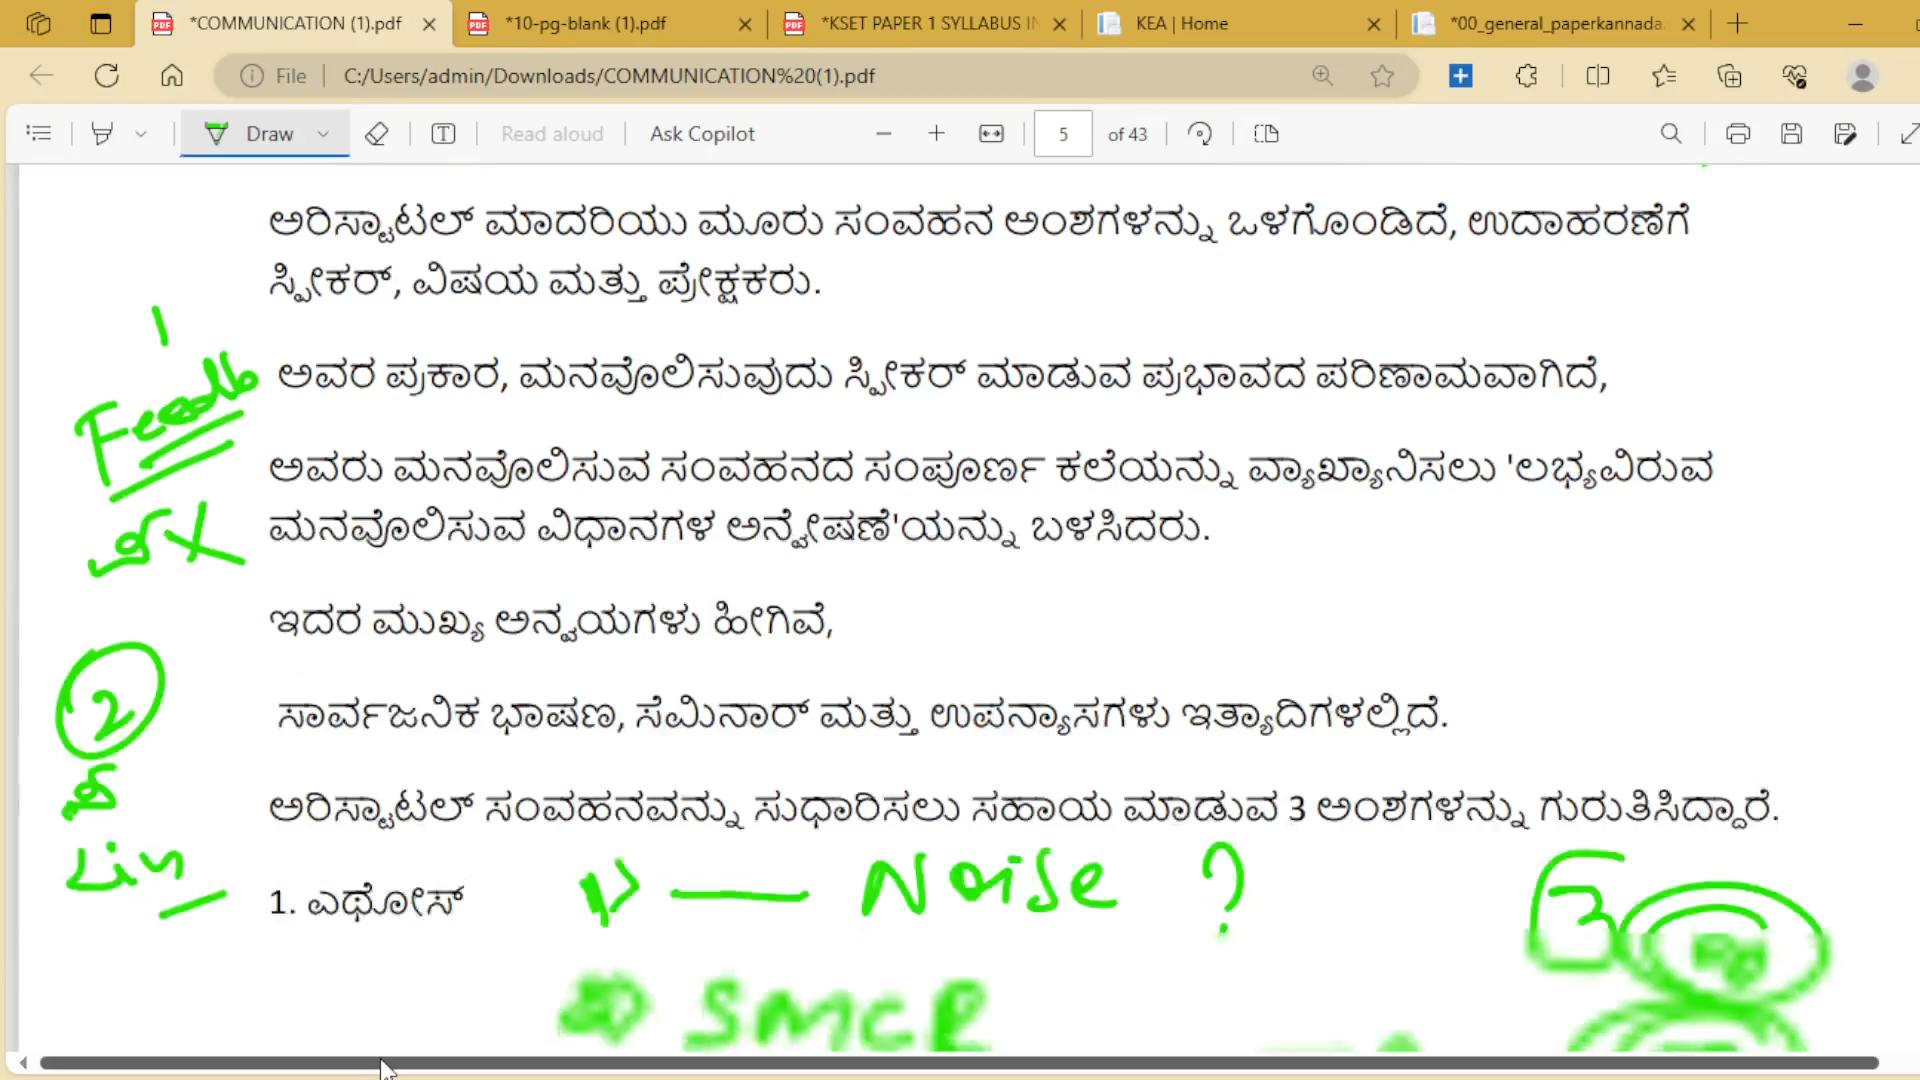 *COMMUNICATION (1).pdf
*10-pg-blank (1).pdf
*KSET PAPER 1 SYLLABUS IN
KEA | Home
*00_general_paperkannada.
File
C:/Users/admin/Downloads/COMMUNICATION%20(1).pdf
Draw
Read aloud
Ask Copilot
5 of 43
ಅರಿಸ್ಟಾಟಲ್ ಮಾದರಿಯು ಮೂರು ಸಂವಹನ ಅಂಶಗಳನ್ನು ಒಳಗೊಂಡಿದೆ, ಉದಾಹರಣೆಗೆ
ಸ್ಪೀಕರ್, ವಿಷಯ ಮತ್ತು ಪ್ರೇಕ್ಷಕರು.
ಅವರ ಪ್ರಕಾರ, ಮನವೊಲಿಸುವುದು ಸ್ಪೀಕರ್ ಮಾಡುವ ಪ್ರಭಾವದ ಪರಿಣಾಮವಾಗಿದೆ,
Feedb
X
ಅವರು ಮನವೊಲಿಸುವ ಸಂವಹನದ ಸಂಪೂರ್ಣ ಕಲೆಯನ್ನು ವ್ಯಾಖ್ಯಾನಿಸಲು 'ಲಭ್ಯವಿರುವ
ಮನವೊಲಿಸುವ ವಿಧಾನಗಳ ಅನ್ವೇಷಣೆ'ಯನ್ನು ಬಳಸಿದರು.
ಇದರ ಮುಖ್ಯ ಅನ್ವಯಗಳು ಹೀಗಿವೆ,
2
ಸಾರ್ವಜನಿಕ ಭಾಷಣ, ಸೆಮಿನಾರ್ ಮತ್ತು ಉಪನ್ಯಾಸಗಳು ಇತ್ಯಾದಿಗಳಲ್ಲಿದೆ.
ಅರಿಸ್ಟಾಟಲ್ ಸಂವಹನವನ್ನು ಸುಧಾರಿಸಲು ಸಹಾಯ ಮಾಡುವ 3 ಅಂಶಗಳನ್ನು ಗುರುತಿಸಿದ್ದಾರೆ.
Lin
1. ಎಥೋಸ್
Noise ?
3
SMCR